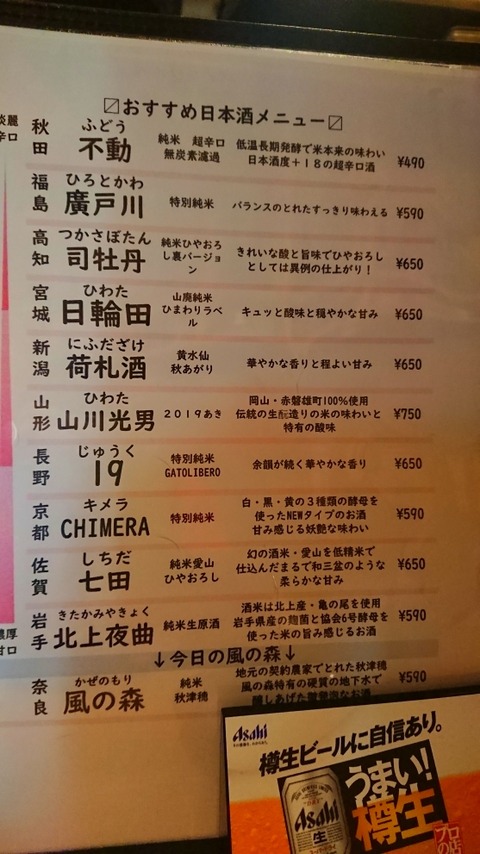 ☑おすすめ日本酒メニュー☑
淡麗
辛口
秋田
ふどう
不動
純米 超辛口
無炭素濾過
低温長期発酵で米本来の味わい
日本酒度+18の超辛口酒
¥490
福島
ひろとかわ
廣戸川
特別純米
バランスのとれたすっきり味わえる
¥590
高知
つかさぼたん
司牡丹
純米ひやおろ
し裏バージョ
ン
きれいな酸と旨味でひやおろし
としては異例の仕上がり!
¥650
宮城
ひわた
日輪田
山廃純米
ひまわりラベ
ル
キュッと酸味と穏やかな甘み
¥650
新潟
にふだざけ
荷札酒
黄水仙
秋あがり
華やかな香りと程よい甘み
¥650
山形
ひわた
山川光男
2019あき
岡山・赤磐雄町100%使用
伝統の生酛造りの米の味わいと
特有の酸味
¥750
長野
じゅうく
19
特別純米
GATOLIBERO
余韻が続く華やかな香り
¥650
京都
キメラ
CHIMERA
特別純米
白・黒・黄の3種類の酵母を
使ったNEWタイプのお酒
甘み感じる妖艶な味わい
¥590
佐賀
しちだ
七田
純米愛山
ひやおろし
幻の酒米・愛山を低精米で
仕込んだまるで和三盆のような
柔らかな甘み
¥650
岩手
きたかみやきょく
北上夜曲
純米生原酒
酒米は北上産・亀の尾を使用
岩手県産の麹菌と協会6号酵母を
使った米の旨み感じるお酒
¥590
濃厚
甘口
↓今日の風の森↓
奈良
かぜのもり
風の森
純米
秋津穂
地元の契約農家でとれた秋津穂
風の森特有の硬質の地下水で
醸しあげた
¥590
Asahi
樽生ビールに自信あり。
うまい!
樽生
Asahi
生
プロの店